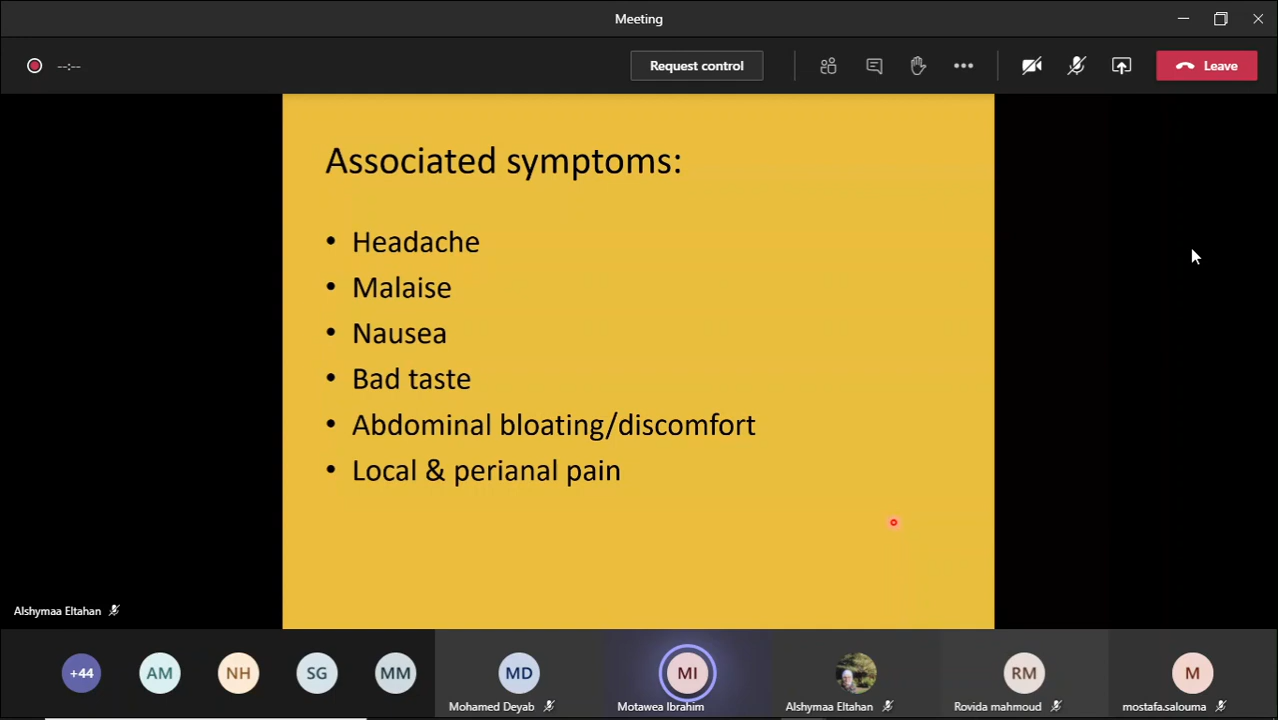 Meeting
--:--
Request control
Leave
Associated symptoms:
• Headache
• Malaise
• Nausea
• Bad taste
• Abdominal bloating/discomfort
• Local & perianal pain
Alshymaa Eltahan
+44
AM
NH
SG
MM
MD
MI
RM
M
Mohamed Deyab
Motawea Ibrahim
Alshymaa Eltahan
Rovida mahmoud
mostafa.salouma